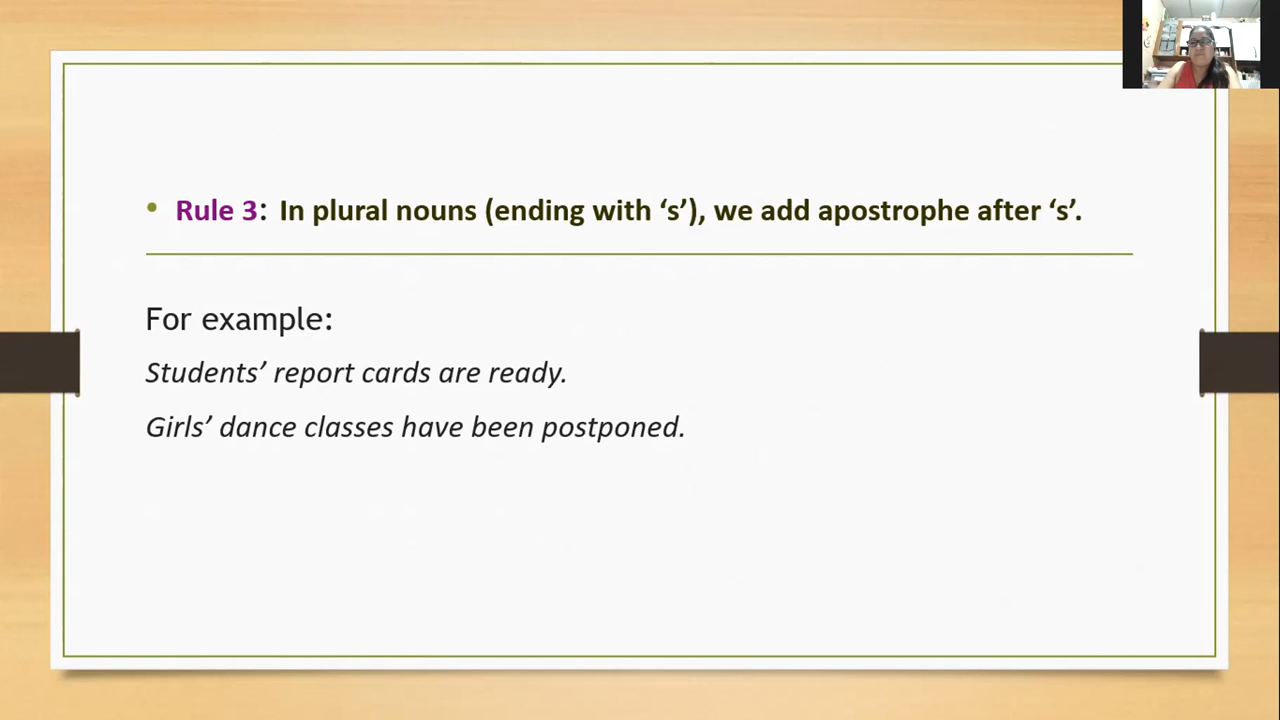 • Rule 3: In plural nouns (ending with ‘s’), we add apostrophe after ‘s’.
For example:
Students’ report cards are ready.
Girls’ dance classes have been postponed.